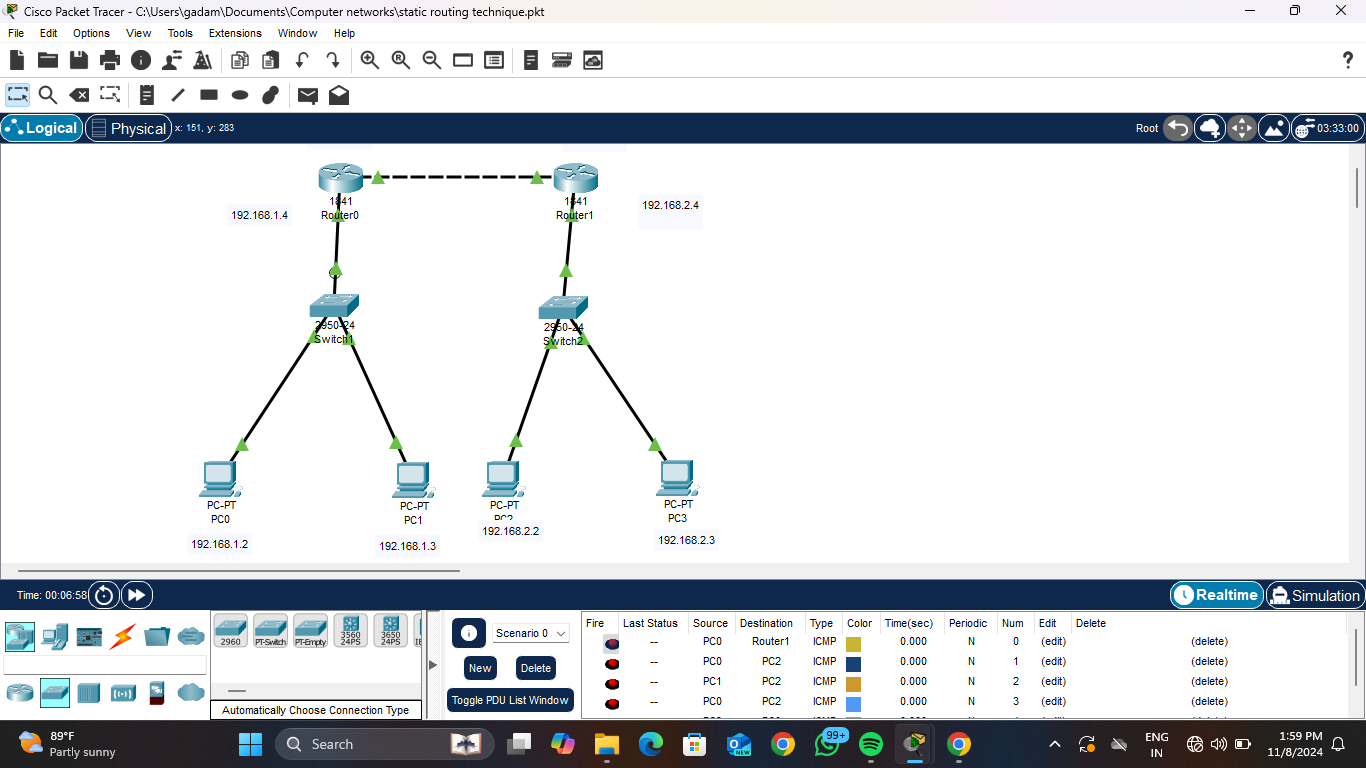 Cisco Packet Tracer - C:\Users\gadam\Documents\Computer networks\static routing technique.pkt
File Edit Options View Tools Extensions Window Help
Logical Physical x: 151, y: 283 Root 03:33:00
1841
Router0
192.168.1.4
1841
Router1
192.168.2.4
2950-24
Switch1
2950-24
Switch2
PC-PT
PC0
192.168.1.2
PC-PT
PC1
192.168.1.3
PC-PT
PC2
192.168.2.2
PC-PT
PC3
192.168.2.3
Time: 00:06:58 Realtime Simulation
2960 PT-Switch PT-Empty 3560 24PS 3650 24PS
Automatically Choose Connection Type
Scenario 0
New Delete
Toggle PDU List Window
Fire Last Status Source Destination Type Color Time(sec) Periodic Num Edit Delete
-- PC0 Router1 ICMP 0.000 N 0 (edit) (delete)
-- PC0 PC2 ICMP 0.000 N 1 (edit) (delete)
-- PC1 PC2 ICMP 0.000 N 2 (edit) (delete)
-- PC0 PC2 ICMP 0.000 N 3 (edit) (delete)
89°F
Partly sunny
Search
NEW
99+
ENG
IN
1:59 PM
11/8/2024